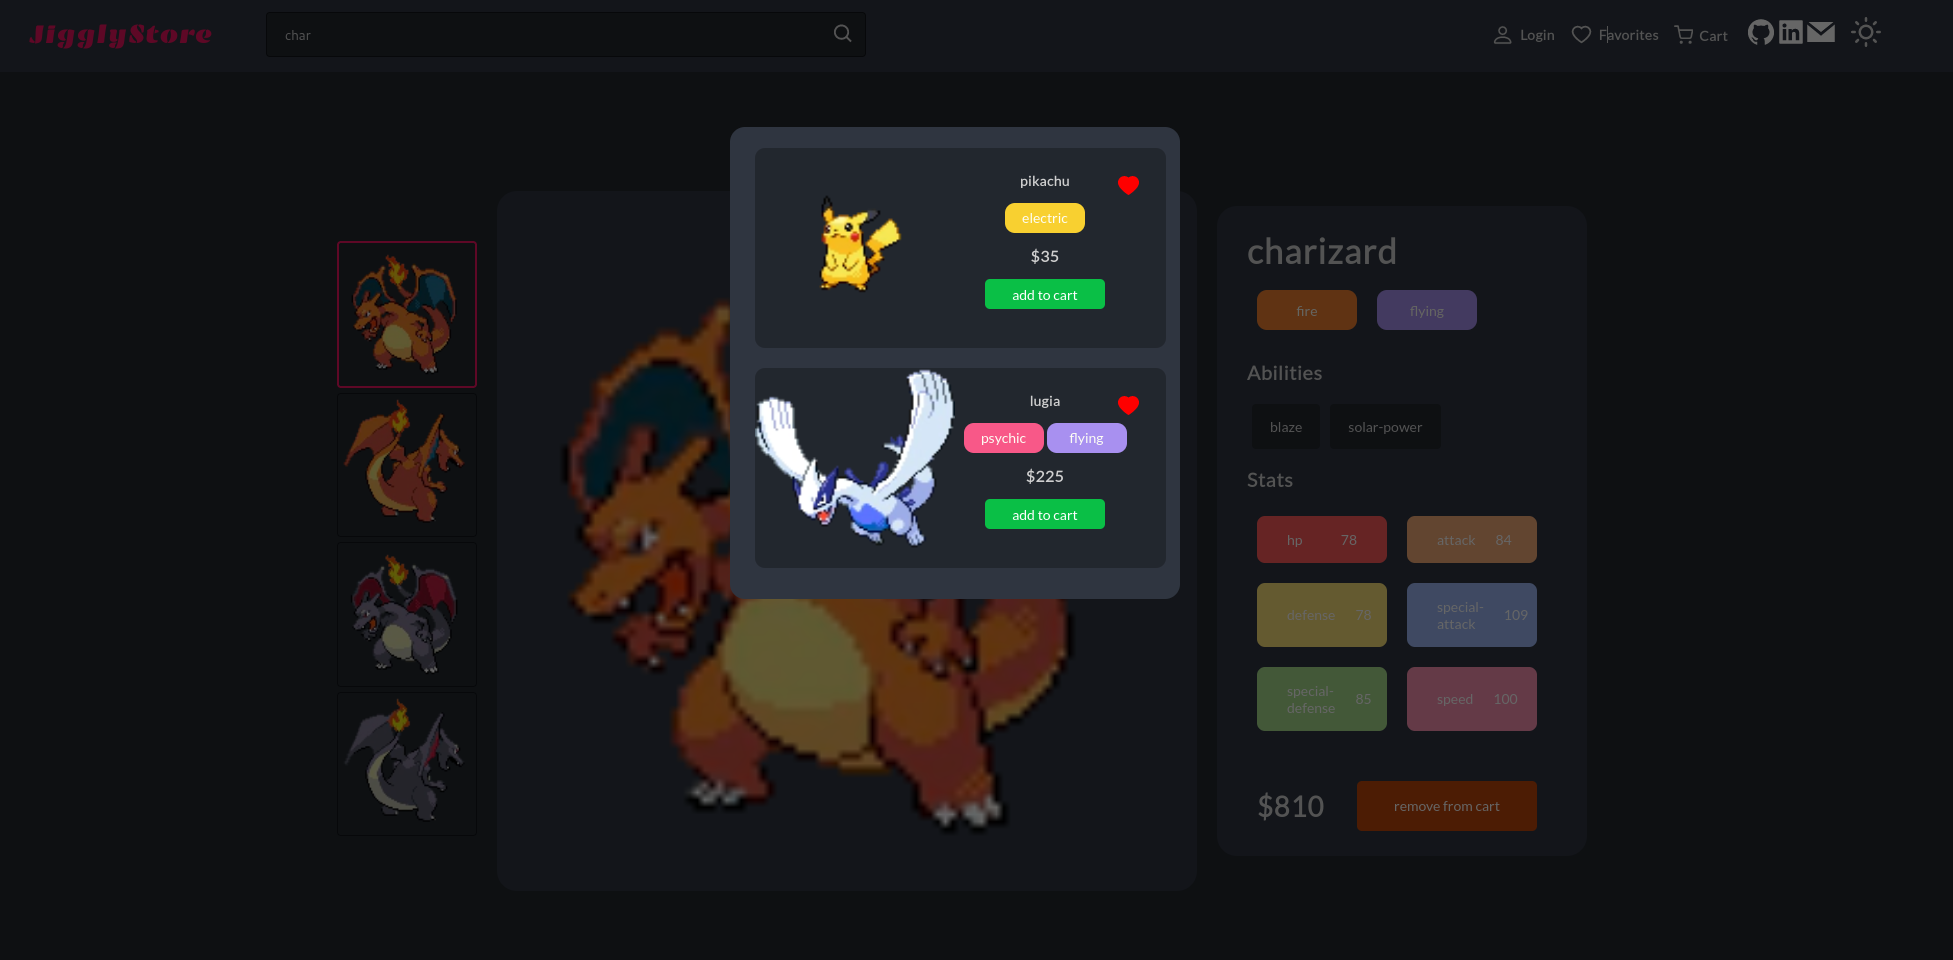 JigglyStore
char
Login
Favorites
Cart
pikachu
electric
$35
add to cart
lugia
psychic flying
$225
add to cart
charizard
fire flying
Abilities
blaze solar-power
Stats
hp 78
attack 84
defense 78
special-
attack 109
special-
defense 85
speed 100
$810
remove from cart